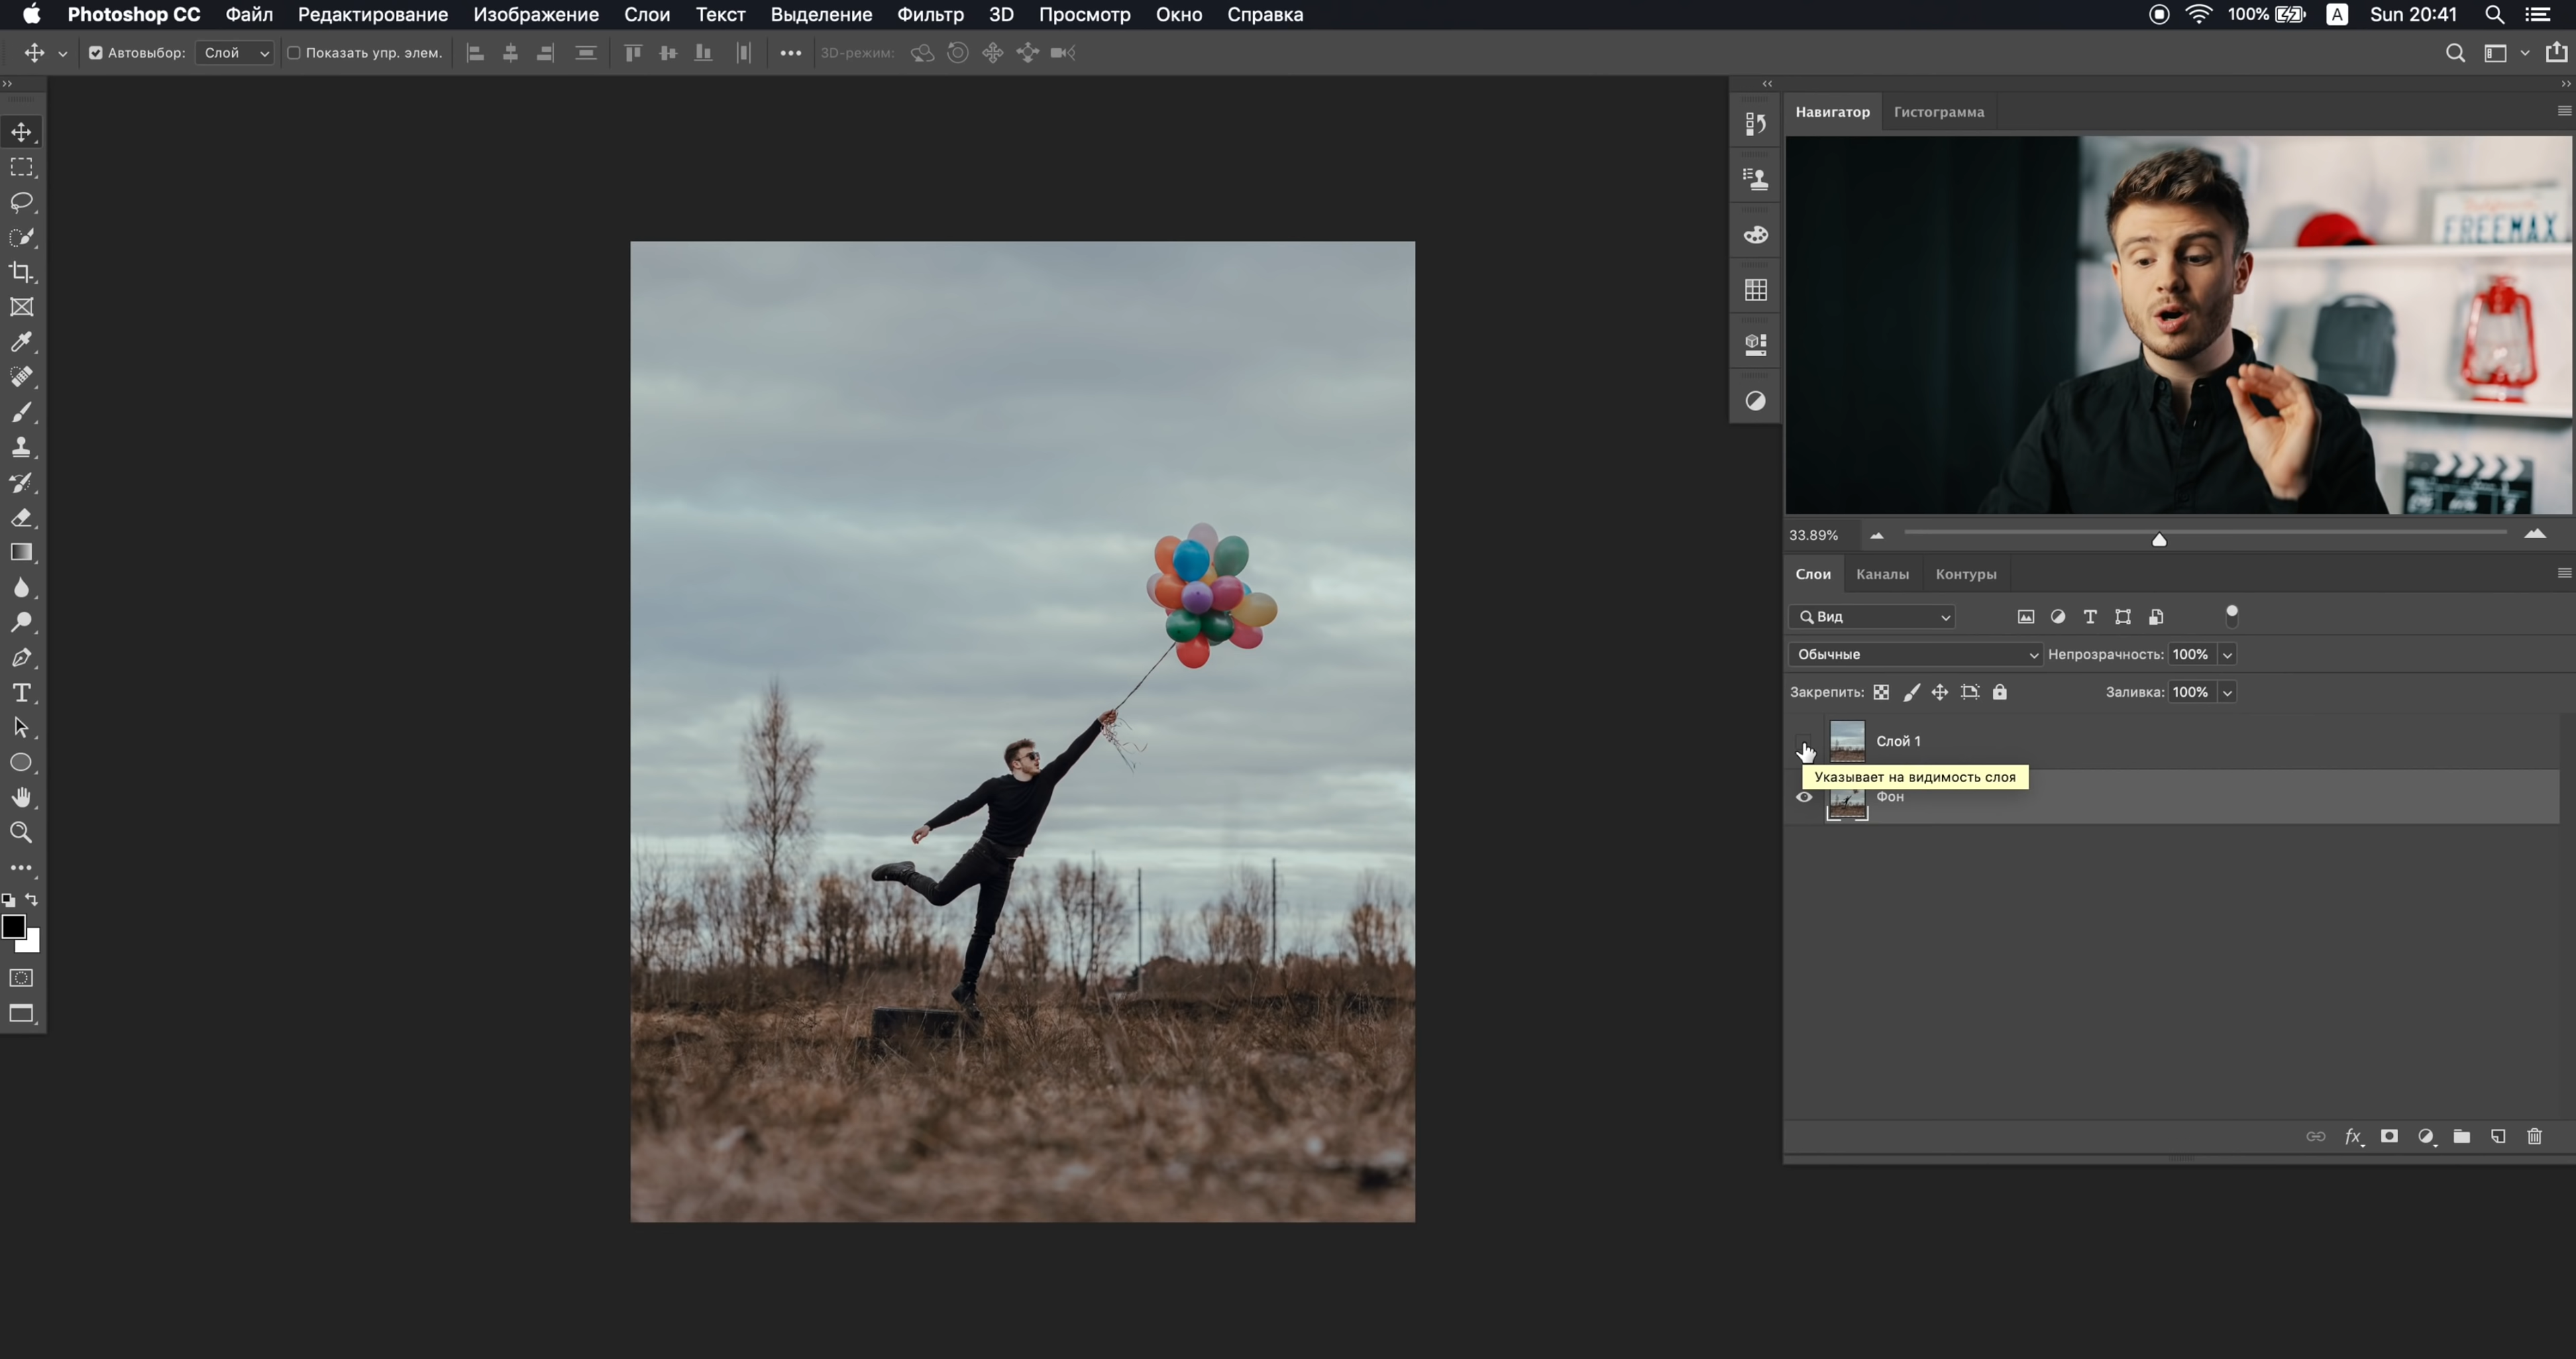 Photoshop CC Файл Редактирование Изображение Слои Текст Выделение Фильтр 3D Просмотр Окно Справка 100% A Sun 20:41
Автовыбор: Слой Показать упр. элем. 3D-режим:
Навигатор Гистограмма
FREEMAX
33.89%
Слои Каналы Контуры
Вид
Обычные Непрозрачность: 100%
Закрепить: Заливка: 100%
Слой 1
Указывает на видимость слоя
Фон
fx